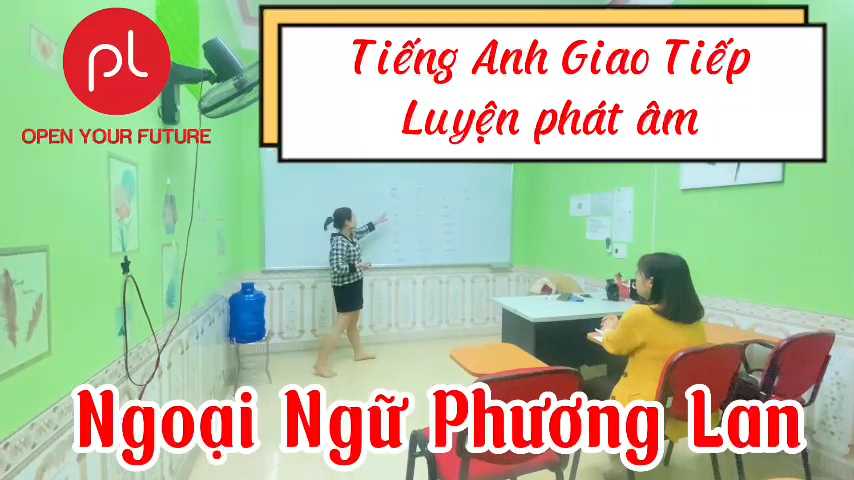 pl
OPEN YOUR FUTURE
Tiếng Anh Giao Tiếp
Luyện phát âm
Ngoại Ngữ Phương Lan